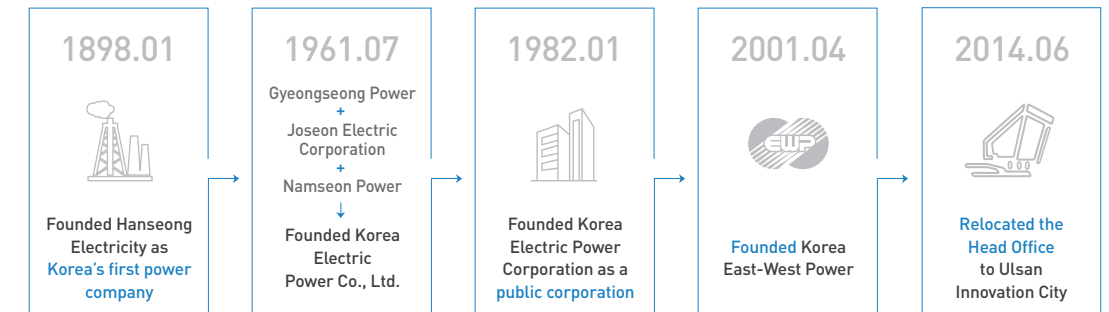 1898.01
Founded Hanseong
Electricity as
Korea's first power
company
1961.07
Gyeongseong Power
+
Joseon Electric
Corporation
+
Namseon Power
↓
Founded Korea
Electric
Power Co., Ltd.
1982.01
Founded Korea
Electric Power
Corporation as a
public corporation
2001.04
EWP
Founded Korea
East-West Power
2014.06
Relocated the
Head Office
to Ulsan
Innovation City